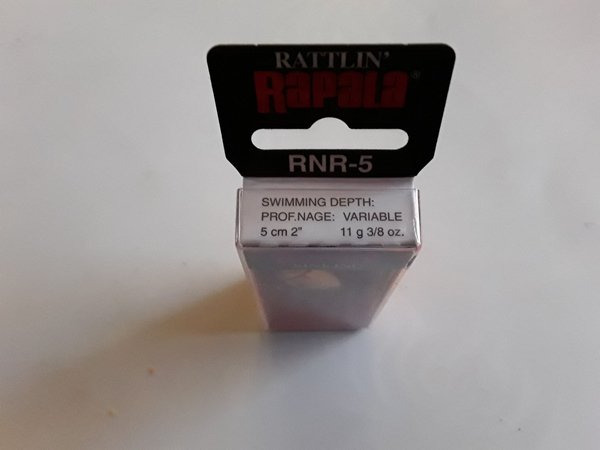 RATTLIN'
Rapala®
RNR-5
SWIMMING DEPTH:
PROF.NAGE: VARIABLE
5 cm 2" 11 g 3/8 oz.